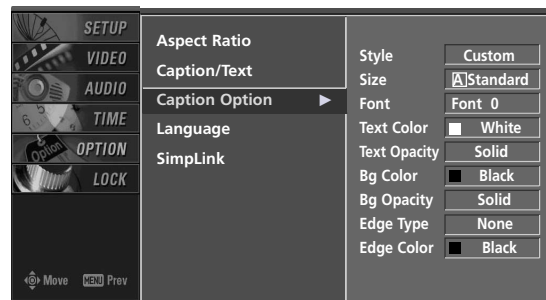 SETUP
VIDEO
AUDIO
TIME
OPTION
LOCK
Move MENU Prev
Aspect Ratio
Caption/Text
Caption Option ▶
Language
SimpLink
Style Custom
Size A Standard
Font Font 0
Text Color White
Text Opacity Solid
Bg Color Black
Bg Opacity Solid
Edge Type None
Edge Color Black